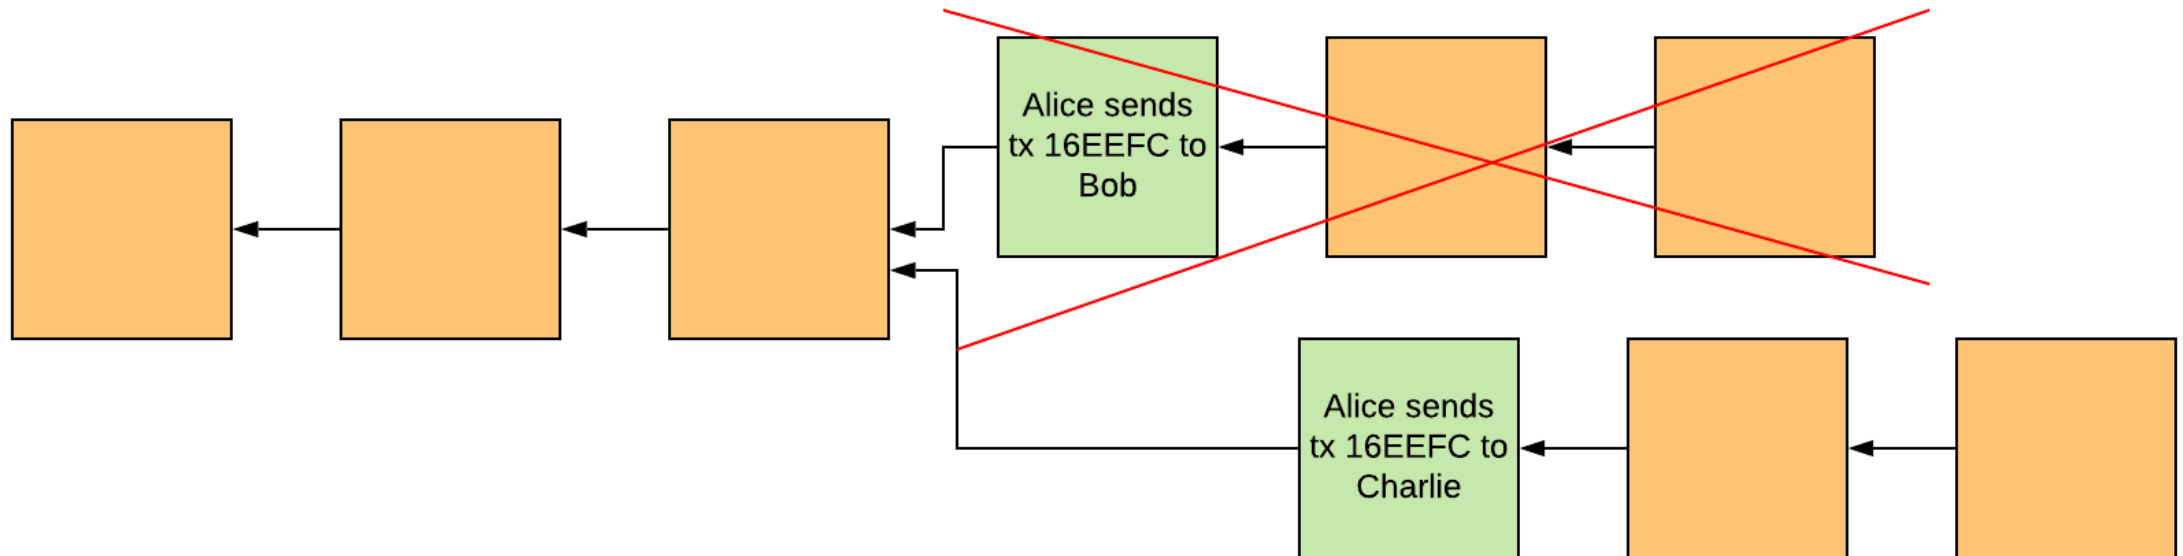 Alice sends
tx 16EEFC to
Bob
Alice sends
tx 16EEFC to
Charlie